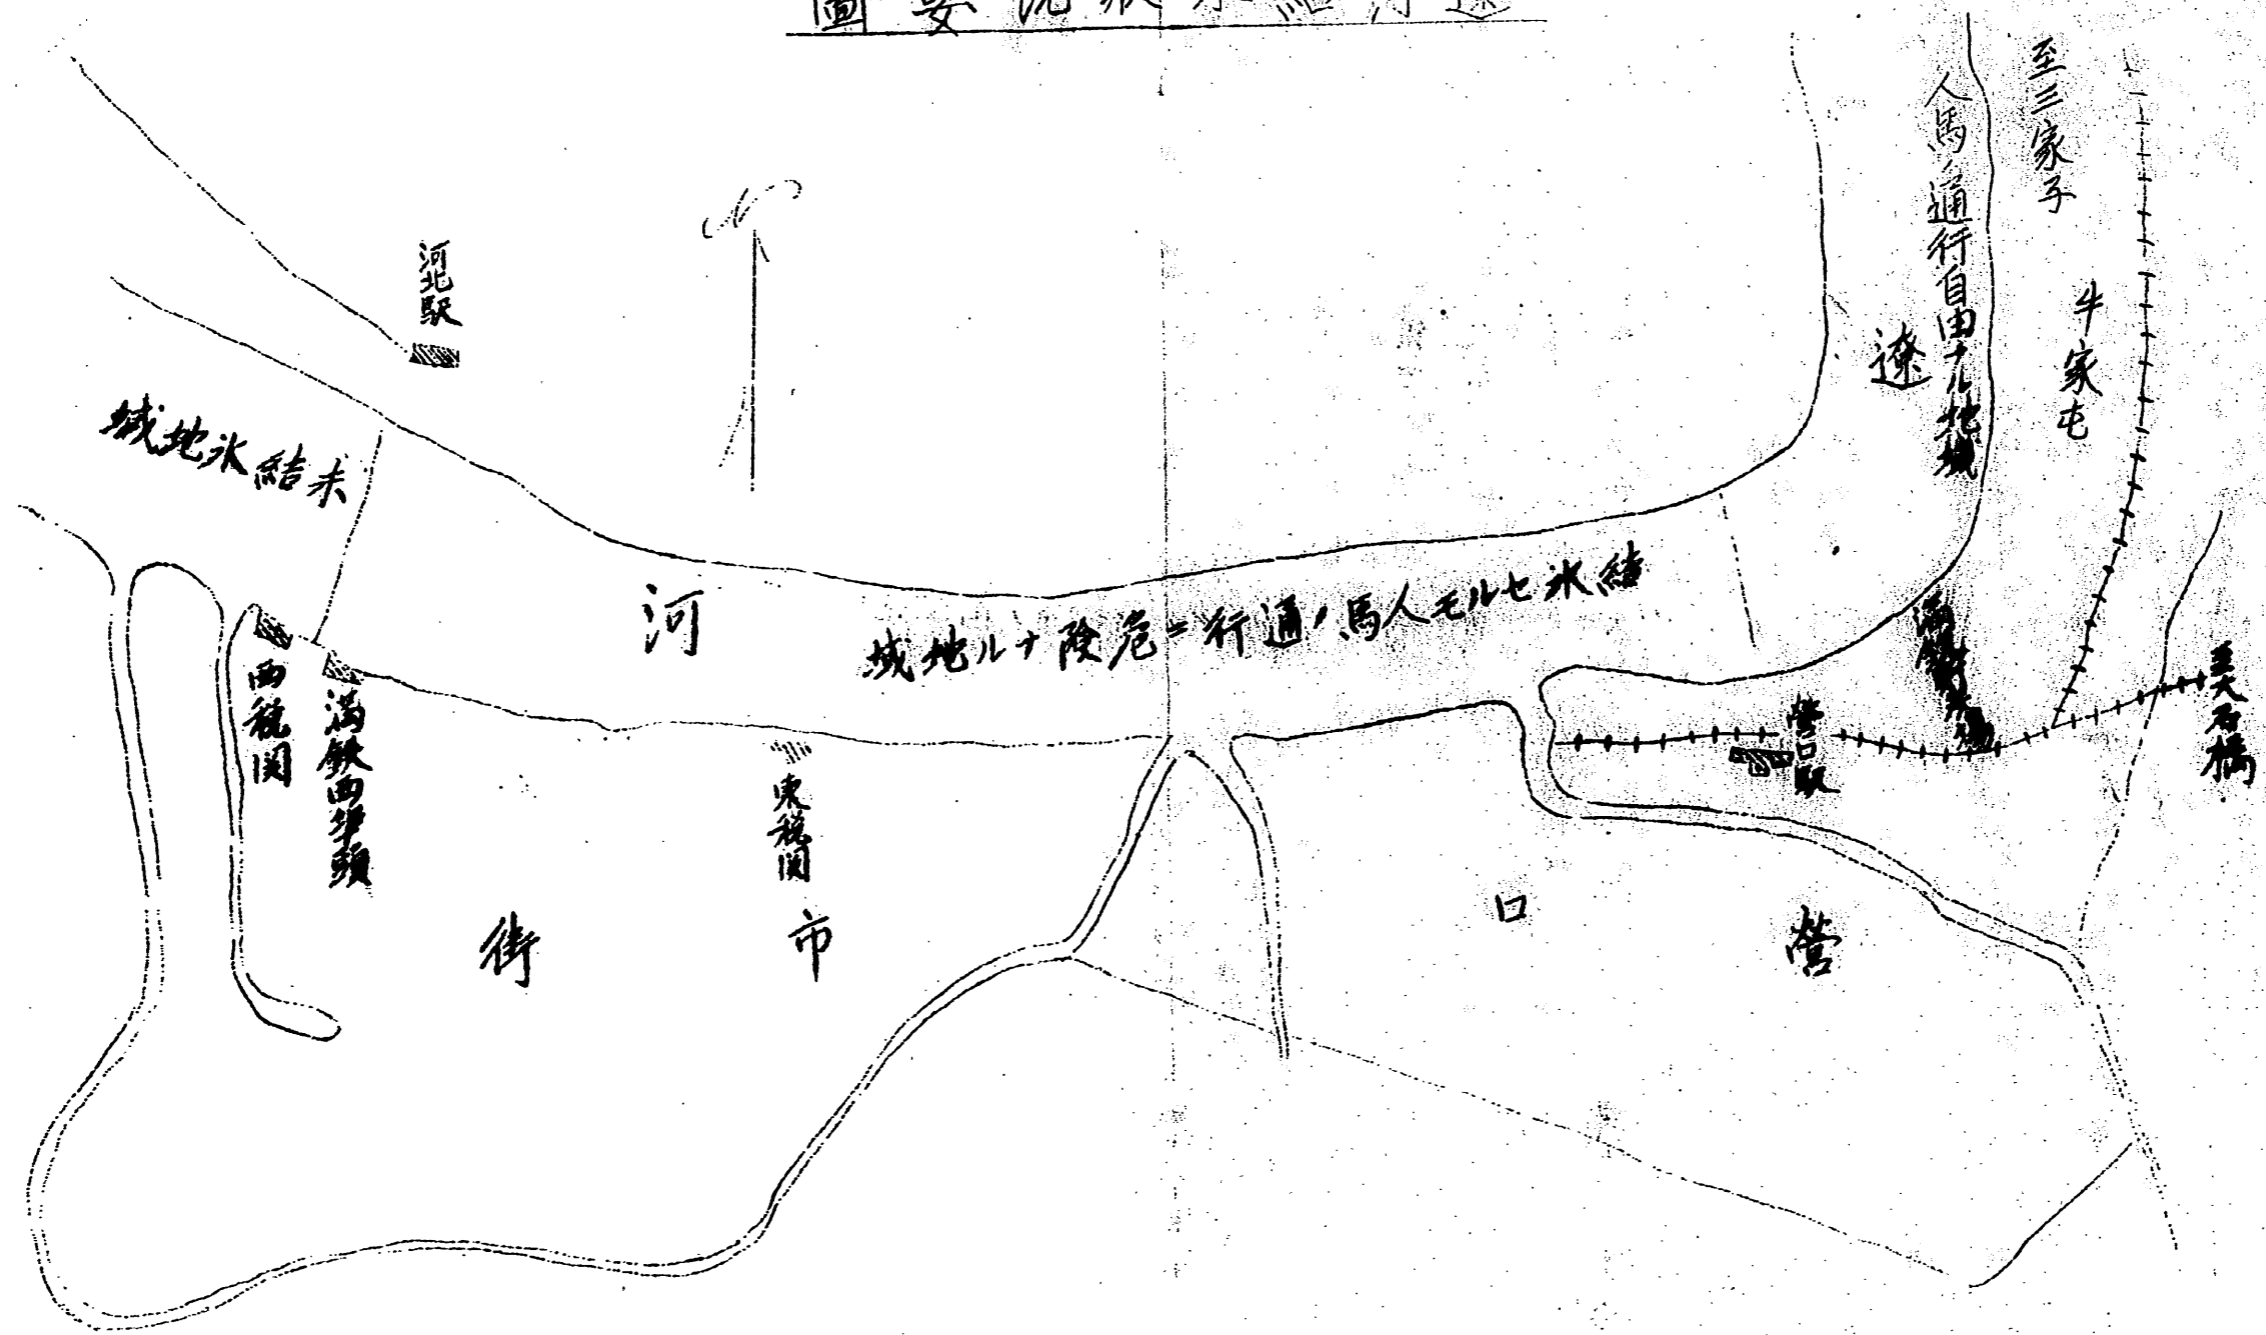 遼河結氷状況要圖
至三家子
人馬ノ通行自由ナル地域
牛家屯
遼
河
河北駅
未結氷地域
結氷セルモ人馬ノ通行ニ危険ナル地域
至大石橋
営口駅
西税関
満鉄西埠頭
東税関
営口
市街
N